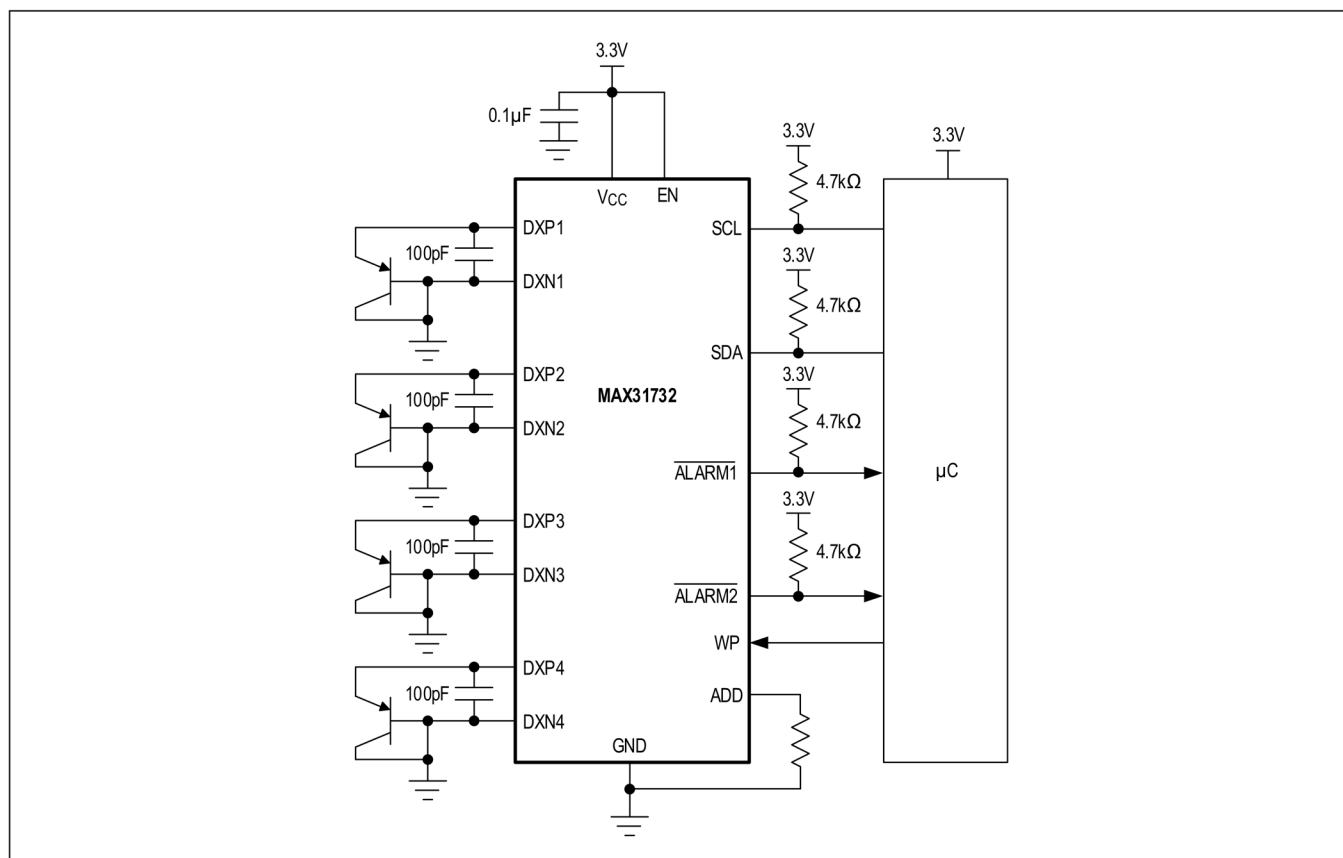 3.3V
0.1µF
3.3V
3.3V
4.7kΩ
VCC
EN
DXP1
SCL
100pF
DXN1
3.3V
4.7kΩ
SDA
DXP2
3.3V
MAX31732
100pF
4.7kΩ
DXN2
ALARM1
µC
3.3V
DXP3
100pF
4.7kΩ
DXN3
ALARM2
WP
DXP4
100pF
ADD
DXN4
GND